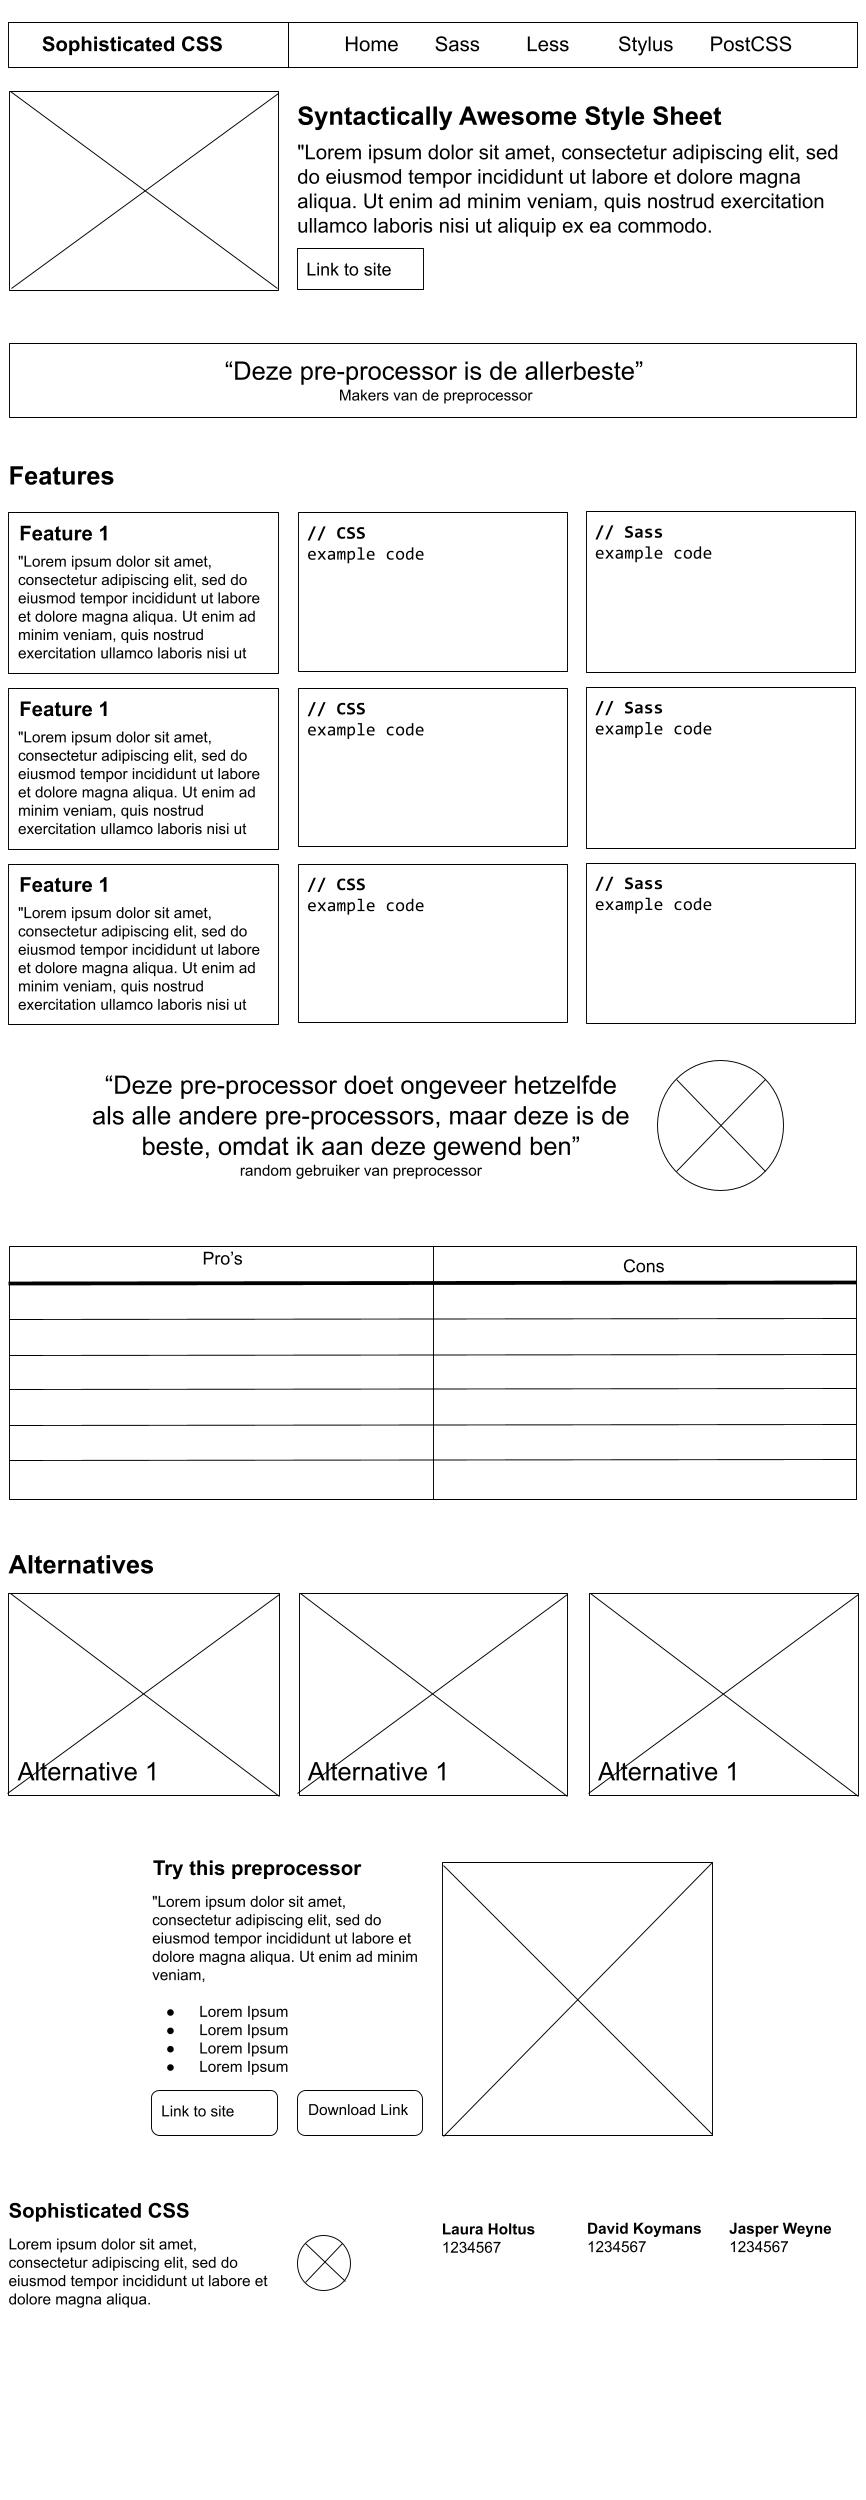 Sophisticated CSS
Home Sass Less Stylus PostCSS
Syntactically Awesome Style Sheet
"Lorem ipsum dolor sit amet, consectetur adipiscing elit, sed
do eiusmod tempor incididunt ut labore et dolore magna
aliqua. Ut enim ad minim veniam, quis nostrud exercitation
ullamco laboris nisi ut aliquip ex ea commodo.
Link to site
“Deze pre-processor is de allerbeste”
Makers van de preprocessor
Features
Feature 1
"Lorem ipsum dolor sit amet,
consectetur adipiscing elit, sed do
eiusmod tempor incididunt ut labore
et dolore magna aliqua. Ut enim ad
minim veniam, quis nostrud
exercitation ullamco laboris nisi ut
// CSS
example code
// Sass
example code
Feature 1
"Lorem ipsum dolor sit amet,
consectetur adipiscing elit, sed do
eiusmod tempor incididunt ut labore
et dolore magna aliqua. Ut enim ad
minim veniam, quis nostrud
exercitation ullamco laboris nisi ut
// CSS
example code
// Sass
example code
Feature 1
"Lorem ipsum dolor sit amet,
consectetur adipiscing elit, sed do
eiusmod tempor incididunt ut labore
et dolore magna aliqua. Ut enim ad
minim veniam, quis nostrud
exercitation ullamco laboris nisi ut
// CSS
example code
// Sass
example code
“Deze pre-processor doet ongeveer hetzelfde
als alle andere pre-processors, maar deze is de
beste, omdat ik aan deze gewend ben”
random gebruiker van preprocessor
Pro’s
Cons
Alternatives
Alternative 1
Alternative 1
Alternative 1
Try this preprocessor
"Lorem ipsum dolor sit amet,
consectetur adipiscing elit, sed do
eiusmod tempor incididunt ut labore et
dolore magna aliqua. Ut enim ad minim
veniam,
● Lorem Ipsum
● Lorem Ipsum
● Lorem Ipsum
● Lorem Ipsum
Link to site
Download Link
Sophisticated CSS
Lorem ipsum dolor sit amet,
consectetur adipiscing elit, sed do
eiusmod tempor incididunt ut labore et
dolore magna aliqua.
Laura Holtus
1234567
David Koymans
1234567
Jasper Weyne
1234567